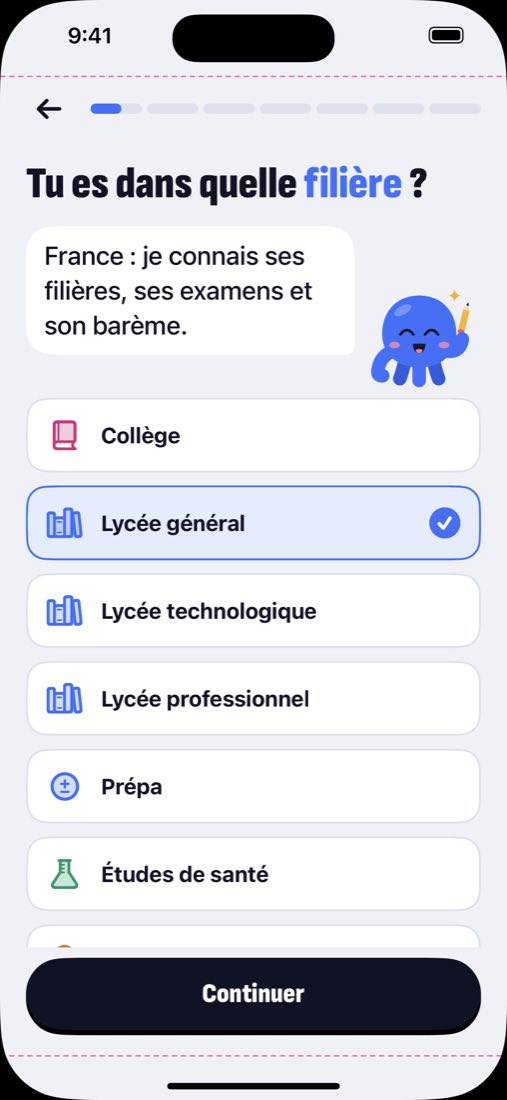 9:41
Tu es dans quelle filière ?
France : je connais ses
filières, ses examens et
son barème.
Collège
Lycée général
Lycée technologique
Lycée professionnel
Prépa
Études de santé
Continuer